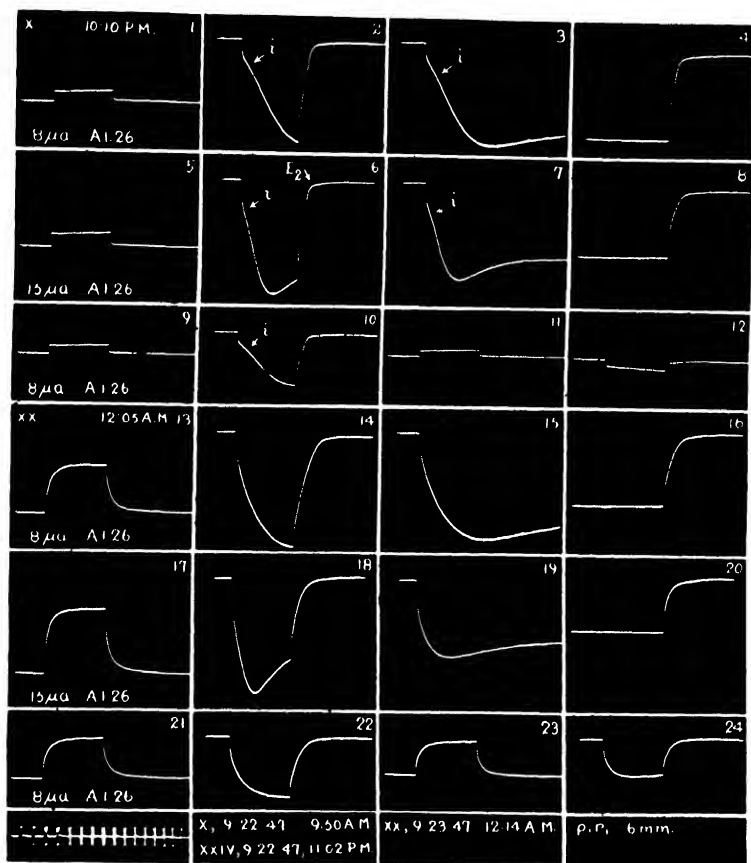 X 10:10 P.M. 1
8μa A1.26
2
i
3
i
4
5
15μa A1.26
E2 6
i
7
i
8
9
8μa A1.26
10
i
11
12
XX 12:05 A.M 13
8μa A1.26
14
15
16
17
15μa A1.26
18
19
20
21
8μa A1.26
22
23
24
X, 9 22 47 9:50 A M
XXIV, 9 22 47, 11 02 P M.
XX, 9 23 47 12:14 A M.
p.r., 6 mm.